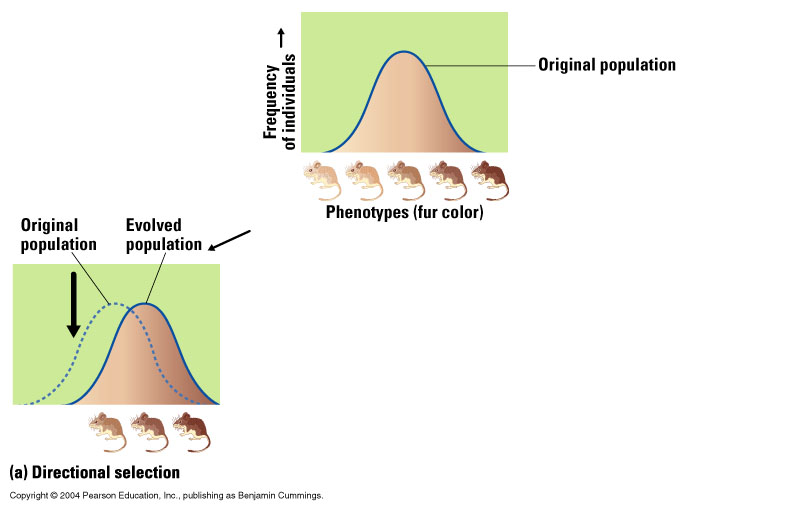 Frequency
of individuals
Original population
Phenotypes (fur color)
Original
population
Evolved
population
(a) Directional selection
Copyright © 2004 Pearson Education, Inc., publishing as Benjamin Cummings.